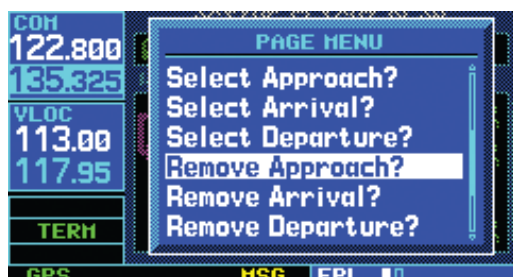 COM
122.800
135.325
VLOC
113.00
117.95
TERM
GPS
MSG
FPL
PAGE MENU
Select Approach?
Select Arrival?
Select Departure?
Remove Approach?
Remove Arrival?
Remove Departure?